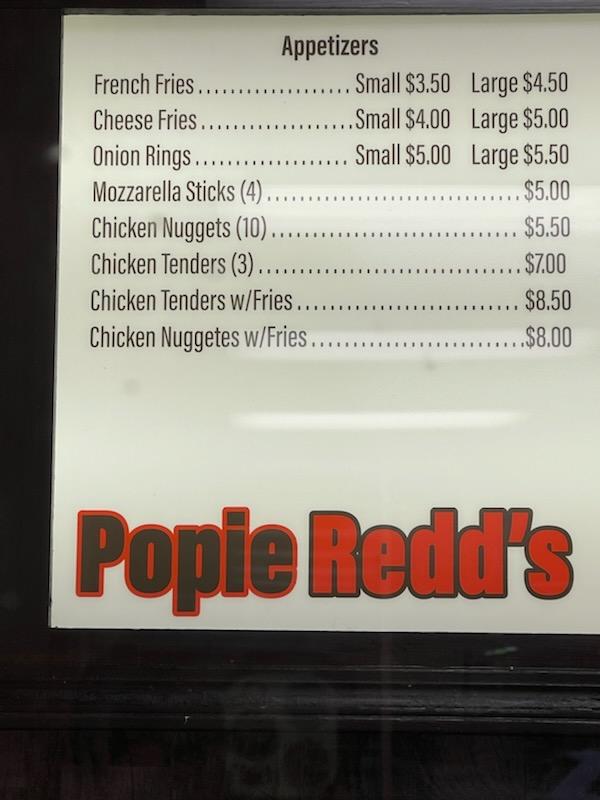 Appetizers
French Fries ................... Small $3.50 Large $4.50
Cheese Fries ................... Small $4.00 Large $5.00
Onion Rings ................... Small $5.00 Large $5.50
Mozzarella Sticks (4) ............................... $5.00
Chicken Nuggets (10) .............................. $5.50
Chicken Tenders (3) ................................ $7.00
Chicken Tenders w/Fries ........................... $8.50
Chicken Nuggetes w/Fries .......................... $8.00
Popie Redd's